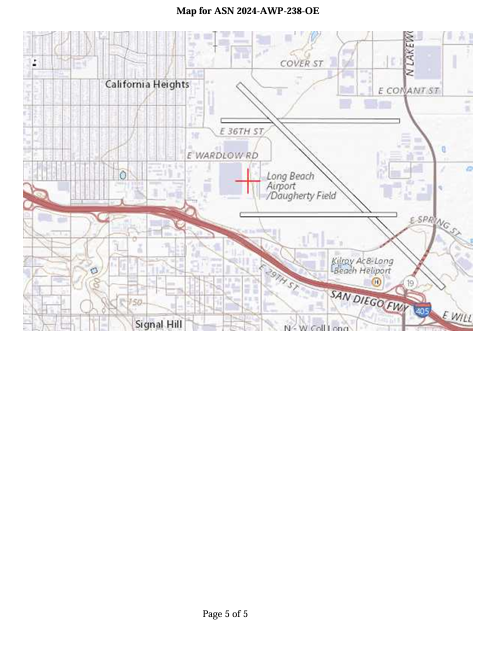 Map for ASN 2024-AWP-238-OE
N LAKEW
COVER ST
California Heights
E CONANT ST
E 36TH ST
E WARDLOW RD
Long Beach
Airport
/Daugherty Field
E SPRING ST
Kilroy AcB-Long
Beach Heliport
E 29TH ST
H
19
150
SAN DIEGO FWY
405
E WILL
Signal Hill
Page 5 of 5